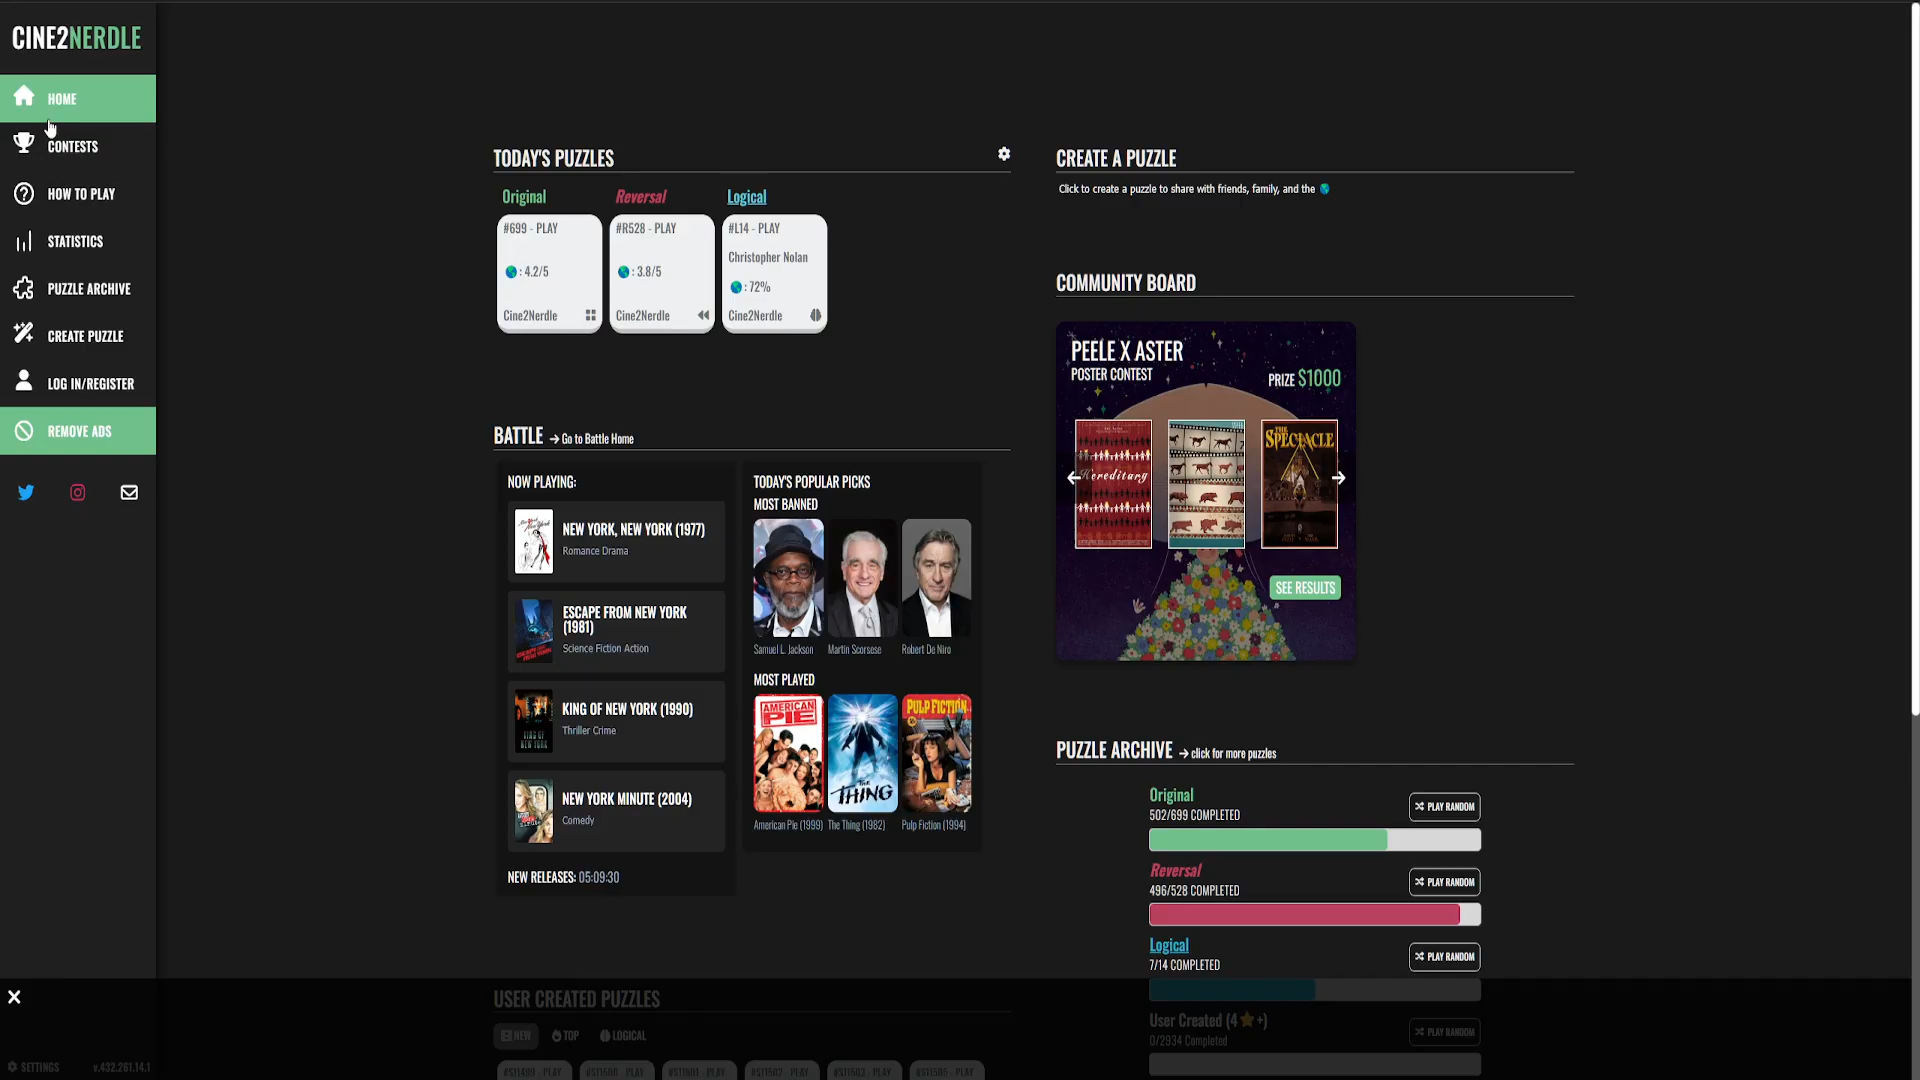 CINE2NERDLE
HOME
CONTESTS
HOW TO PLAY
STATISTICS
PUZZLE ARCHIVE
CREATE PUZZLE
LOG IN/REGISTER
REMOVE ADS
SETTINGS
v.432.261.14.1
TODAY'S PUZZLES
Original
Reversal
Logical
#699 - PLAY
: 4.2/5
Cine2Nerdle
#R528 - PLAY
: 3.8/5
Cine2Nerdle
#L14 - PLAY
Christopher Nolan
: 72%
Cine2Nerdle
BATTLE → Go to Battle Home
NOW PLAYING:
NEW YORK, NEW YORK (1977)
Romance Drama
ESCAPE FROM NEW YORK
(1981)
Science Fiction Action
KING OF NEW YORK (1990)
Thriller Crime
NEW YORK MINUTE (2004)
Comedy
NEW RELEASES: 05:09:30
TODAY'S POPULAR PICKS
MOST BANNED
Samuel L. Jackson
Martin Scorsese
Robert De Niro
MOST PLAYED
AMERICAN
PIE
THE
THING
PULP FICTION
American Pie (1999)
The Thing (1982)
Pulp Fiction (1994)
USER CREATED PUZZLES
NEW
TOP
LOGICAL
CREATE A PUZZLE
Click to create a puzzle to share with friends, family, and the
COMMUNITY BOARD
PEELE X ASTER
POSTER CONTEST
PRIZE $1000
Hereditary
THE
SPECTACLE
SEE RESULTS
PUZZLE ARCHIVE → click for more puzzles
Original
502/699 COMPLETED
PLAY RANDOM
Reversal
496/528 COMPLETED
PLAY RANDOM
Logical
7/14 COMPLETED
PLAY RANDOM
User Created (4⭐+)
0/2934 Completed
PLAY RANDOM